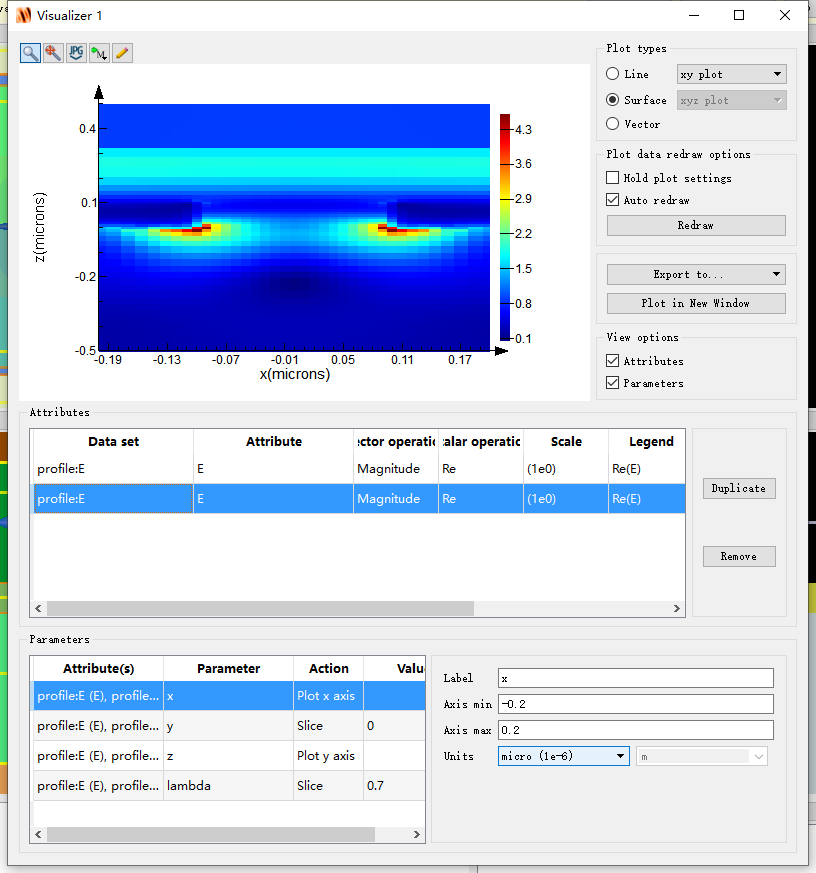 Visualizer 1
JPG
M
0.4
0.1
-0.2
-0.5
z(microns)
-0.19 -0.13 -0.07 -0.01 0.05 0.11 0.17
x(microns)
4.3
3.6
2.9
2.2
1.5
0.8
0.1
Plot types
Line xy plot
Surface xyz plot
Vector
Plot data redraw options
Hold plot settings
Auto redraw
Redraw
Export to...
Plot in New Window
View options
Attributes
Parameters
Attributes
Data set Attribute ector operatio alar operatio Scale Legend
profile:E E Magnitude Re (1e0) Re(E)
profile:E E Magnitude Re (1e0) Re(E)
Duplicate
Remove
Parameters
Attribute(s) Parameter Action Valu
profile:E (E), profile... x Plot x axis
profile:E (E), profile... y Slice 0
profile:E (E), profile... z Plot y axis
profile:E (E), profile... lambda Slice 0.7
Label x
Axis min -0.2
Axis max 0.2
Units micro (1e-6) m